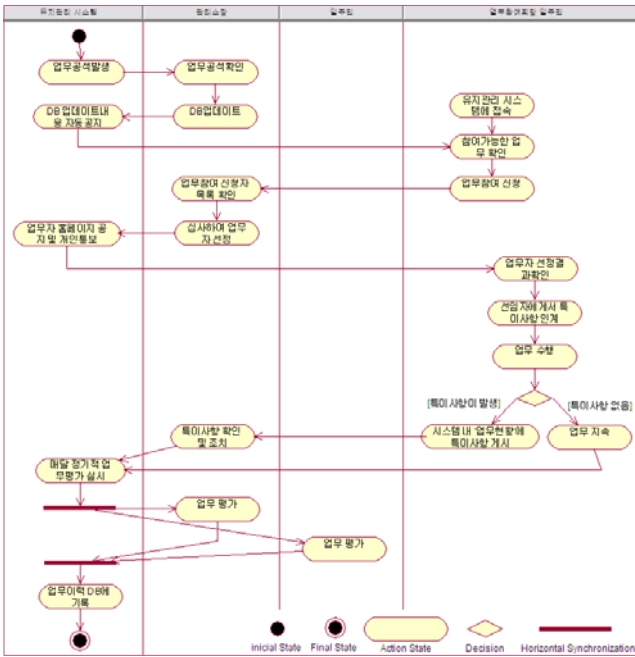 유지관리 시스템
관리소장
입주민
업무참여희망 입주민
업무공석발생
업무공석확인
DB업데이트내
용 자동공지
DB업데이트
유지관리 시스
템에 접속
참여가능한 업
무 확인
업무참여 신청
업무참여 신청자
목록 확인
심사하여 업무
자 선정
업무자 홈페이지 공
지 및 개인통보
업무자 선정결
과확인
선임자에게서 특
이사항 인계
업무 수행
[특이사항이 발생]
[특이사항 없음]
특이사항 확인
및 조치
시스템 내 '업무현황'에
특이사항 게시
업무 지속
매달 정기적 업
무평가 실시
업무 평가
업무 평가
업무이력 DB에
기록
Inicial State
Final State
Action State
Decision
Horizontal Synchronization